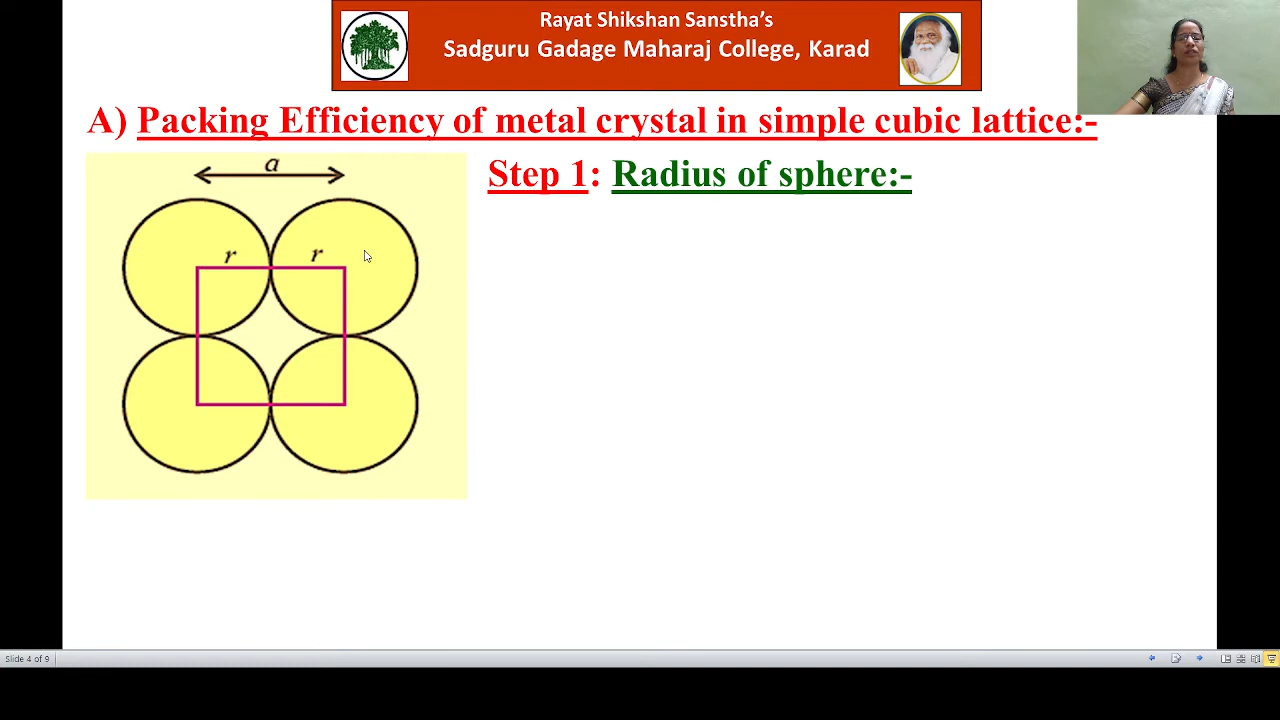 Rayat Shikshan Sanstha's
Sadguru Gadage Maharaj College, Karad
A) Packing Efficiency of metal crystal in simple cubic lattice:-
Step 1: Radius of sphere:-
a
r r
Slide 4 of 9